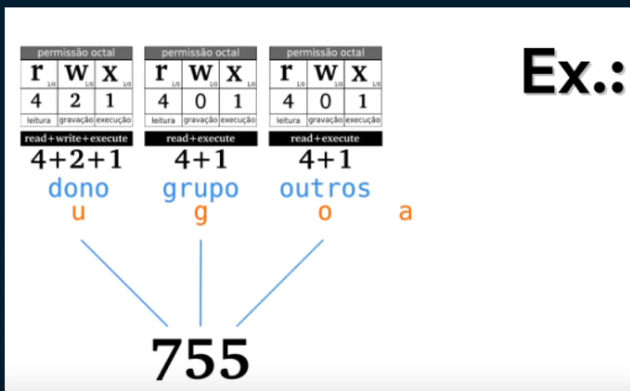 permissão octal permissão octal permissão octal
r w x r w x r w x
1/0 1/0 1/0 1/0 1/0 1/0 1/0 1/0 1/0
4 2 1 4 0 1 4 0 1
leitura gravação execução leitura gravação execução leitura gravação execução
read+write+execute read+execute read+execute
4+2+1 4+1 4+1
dono grupo outros
u g o a
755
Ex.: